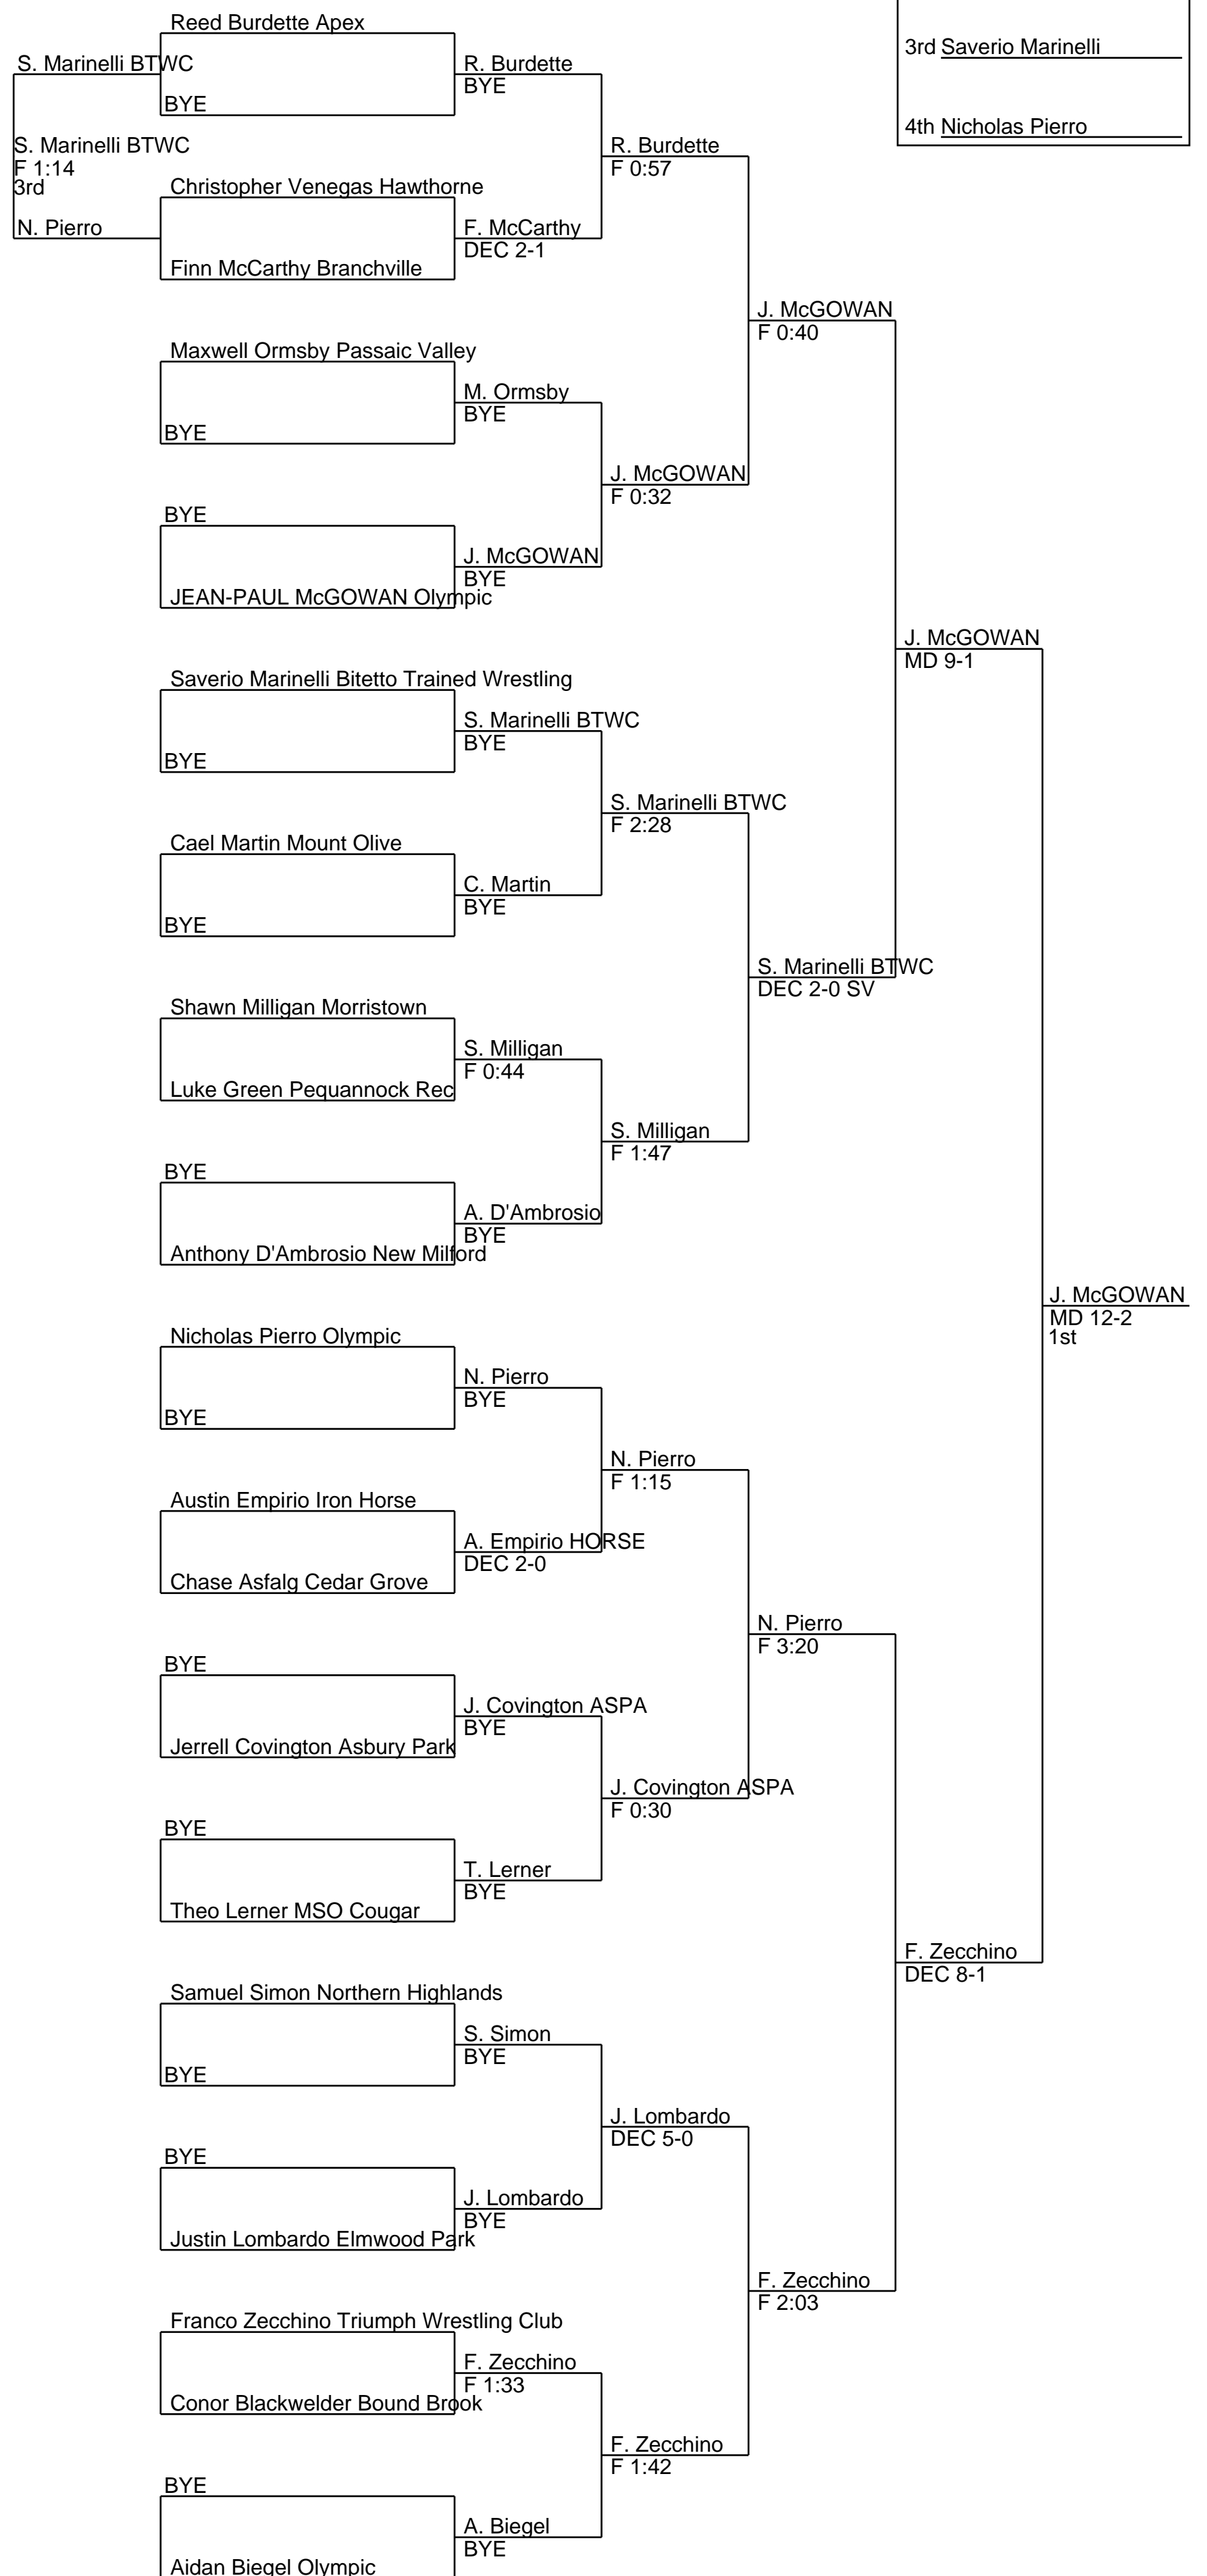 Reed Burdette Apex
3rd Saverio Marinelli
S. Marinelli BTWC
R. Burdette
BYE
BYE
4th Nicholas Pierro
S. Marinelli BTWC
F 1:14
3rd
R. Burdette
F 0:57
Christopher Venegas Hawthorne
N. Pierro
F. McCarthy
DEC 2-1
Finn McCarthy Branchville
J. McGOWAN
F 0:40
Maxwell Ormsby Passaic Valley
M. Ormsby
BYE
BYE
J. McGOWAN
F 0:32
BYE
J. McGOWAN
BYE
JEAN-PAUL McGOWAN Olympic
J. McGOWAN
MD 9-1
Saverio Marinelli Bitetto Trained Wrestling
S. Marinelli BTWC
BYE
BYE
S. Marinelli BTWC
F 2:28
Cael Martin Mount Olive
C. Martin
BYE
BYE
S. Marinelli BTWC
DEC 2-0 SV
Shawn Milligan Morristown
S. Milligan
F 0:44
Luke Green Pequannock Rec
S. Milligan
F 1:47
BYE
A. D'Ambrosio
BYE
Anthony D'Ambrosio New Milford
J. McGOWAN
MD 12-2
1st
Nicholas Pierro Olympic
N. Pierro
BYE
BYE
N. Pierro
F 1:15
Austin Empirio Iron Horse
A. Empirio HORSE
DEC 2-0
Chase Asfalg Cedar Grove
N. Pierro
F 3:20
BYE
J. Covington ASPA
BYE
Jerrell Covington Asbury Park
J. Covington ASPA
F 0:30
BYE
T. Lerner
BYE
Theo Lerner MSO Cougar
F. Zecchino
DEC 8-1
Samuel Simon Northern Highlands
S. Simon
BYE
BYE
J. Lombardo
DEC 5-0
BYE
J. Lombardo
BYE
Justin Lombardo Elmwood Park
F. Zecchino
F 2:03
Franco Zecchino Triumph Wrestling Club
F. Zecchino
F 1:33
Conor Blackwelder Bound Brook
F. Zecchino
F 1:42
BYE
A. Biegel
BYE
Aidan Biegel Olympic